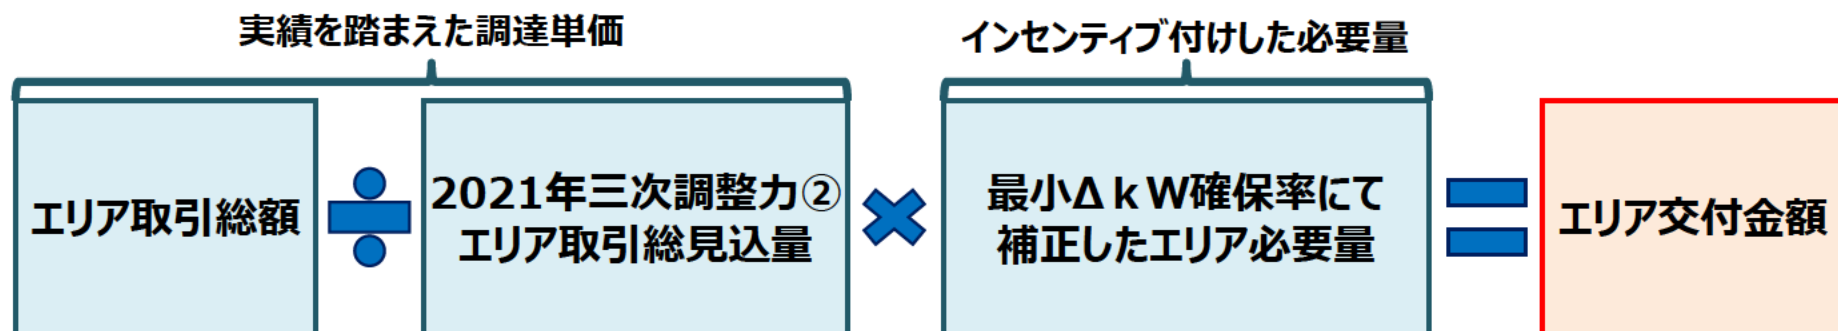 実績を踏まえた調達単価
インセンティブ付けした必要量
エリア取引総額
÷
2021年三次調整力②
エリア取引総見込量
×
最小ΔkW確保率にて
補正したエリア必要量
=
エリア交付金額